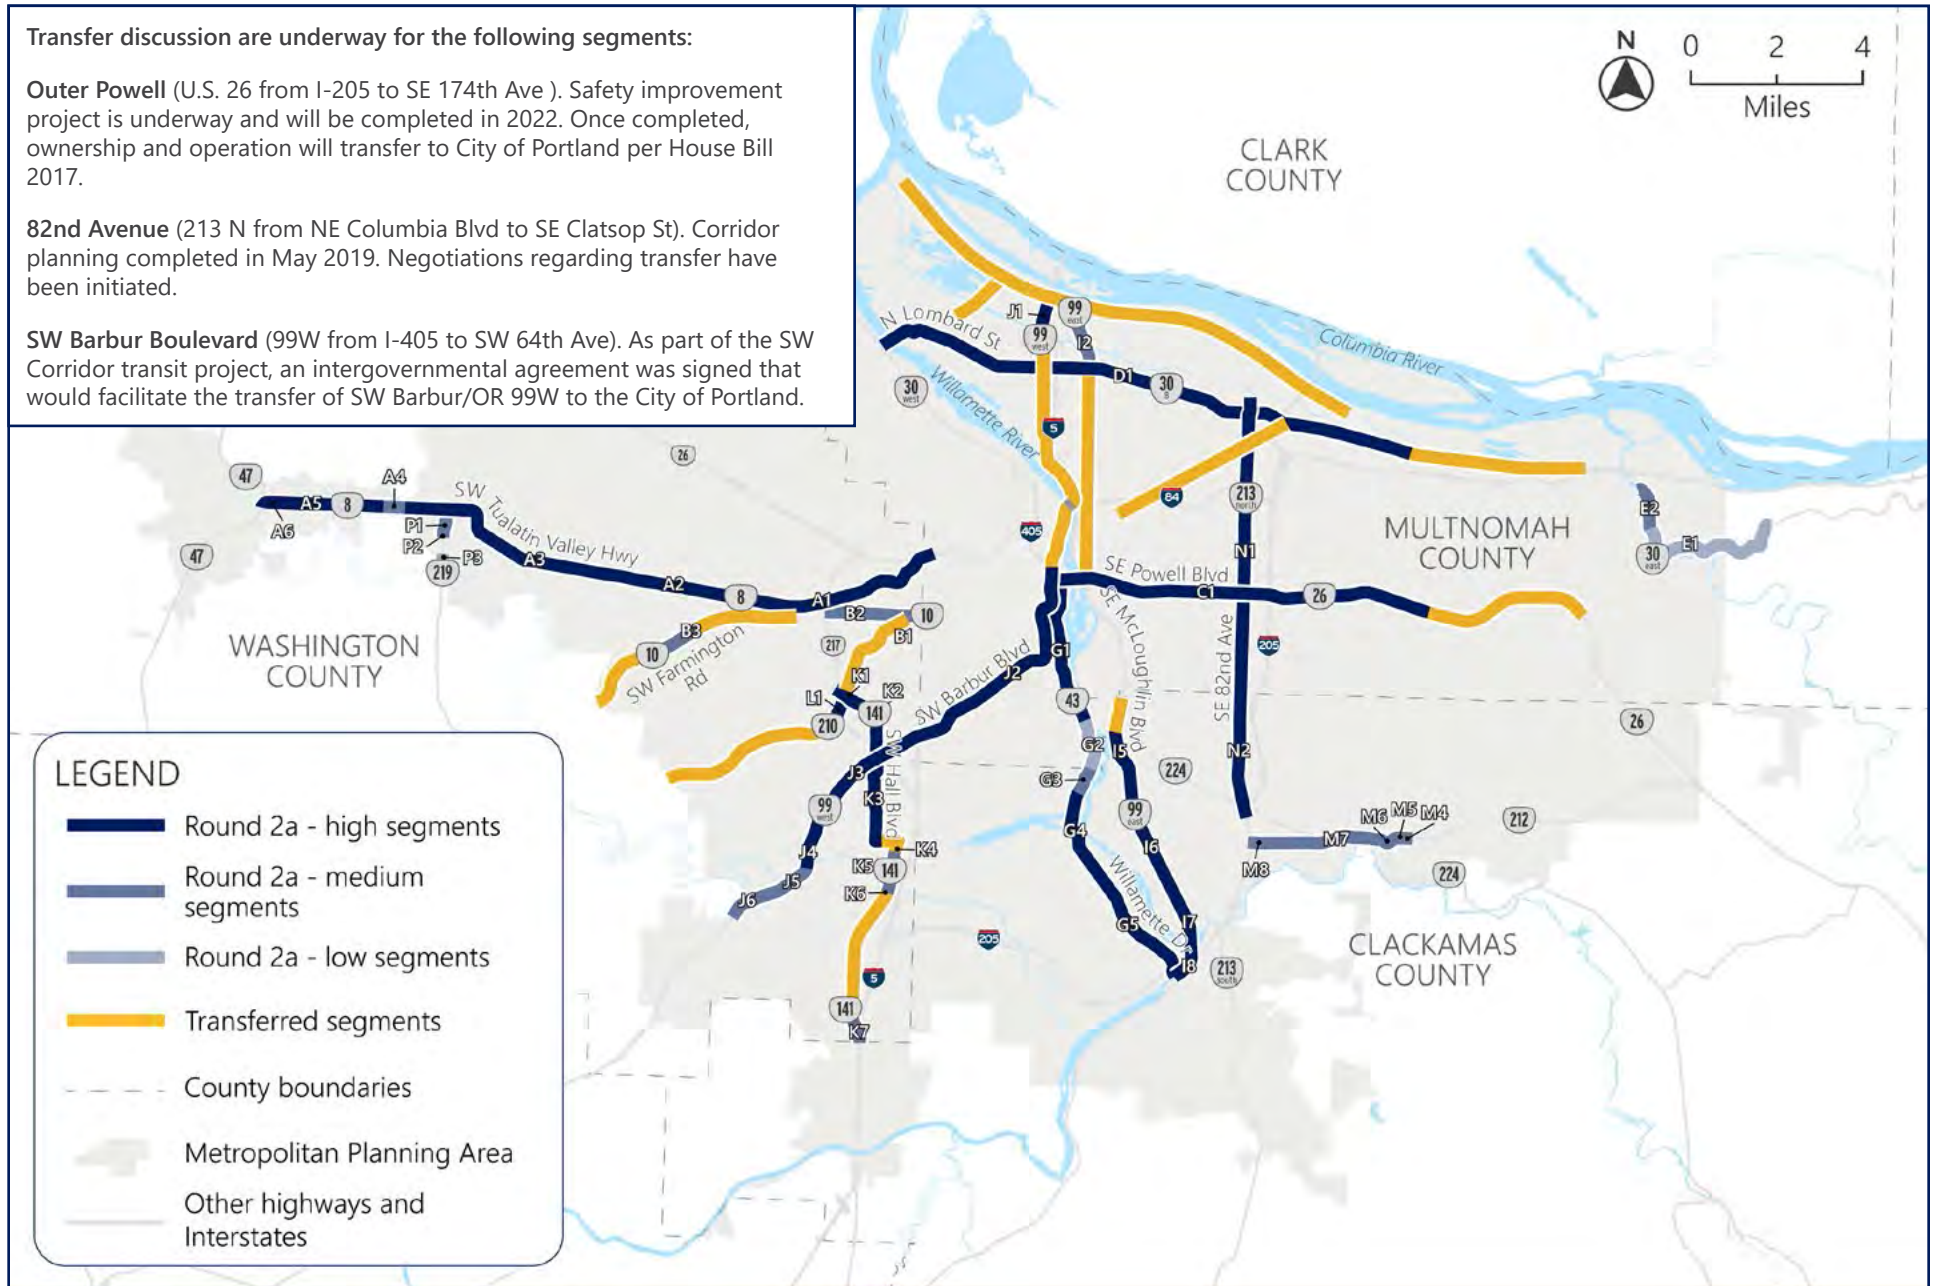 Transfer discussion are underway for the following segments:
Outer Powell (U.S. 26 from I-205 to SE 174th Ave ). Safety improvement
project is underway and will be completed in 2022. Once completed,
ownership and operation will transfer to City of Portland per House Bill
2017.
82nd Avenue (213 N from NE Columbia Blvd to SE Clatsop St). Corridor
planning completed in May 2019. Negotiations regarding transfer have
been initiated.
SW Barbur Boulevard (99W from I-405 to SW 64th Ave). As part of the SW
Corridor transit project, an intergovernmental agreement was signed that
would facilitate the transfer of SW Barbur/OR 99W to the City of Portland.
N
0 2 4
Miles
CLARK
COUNTY
Columbia River
N Lombard St
J1
99
east
99
west
I2
D1
30
B
30
west
Willamette River
5
84
405
213
north
N1
MULTNOMAH
COUNTY
E2
E1
30
east
47
A6
A5
8
A4
26
SW Tualatin Valley Hwy
P1
P2
P3
219
47
A3
A2
8
A1
B2
10
B1
B3
10
SW Farmington
Rd
217
WASHINGTON
COUNTY
SE Powell Blvd
C1
26
SE McLoughlin Blvd
SE 82nd Ave
205
K1
K2
L1
210
141
SW Barbur Blvd
J2
G1
43
SW Hall Blvd
J3
K3
99
west
J4
J5
J6
K4
K5
141
K6
5
141
K7
205
G2
G3
G4
G5
Willamette Dr
I5
224
99
east
I6
I7
I8
213
south
N2
26
M8
M7
M6
M5
M4
212
224
CLACKAMAS
COUNTY
LEGEND
Round 2a - high segments
Round 2a - medium
segments
Round 2a - low segments
Transferred segments
County boundaries
Metropolitan Planning Area
Other highways and
Interstates